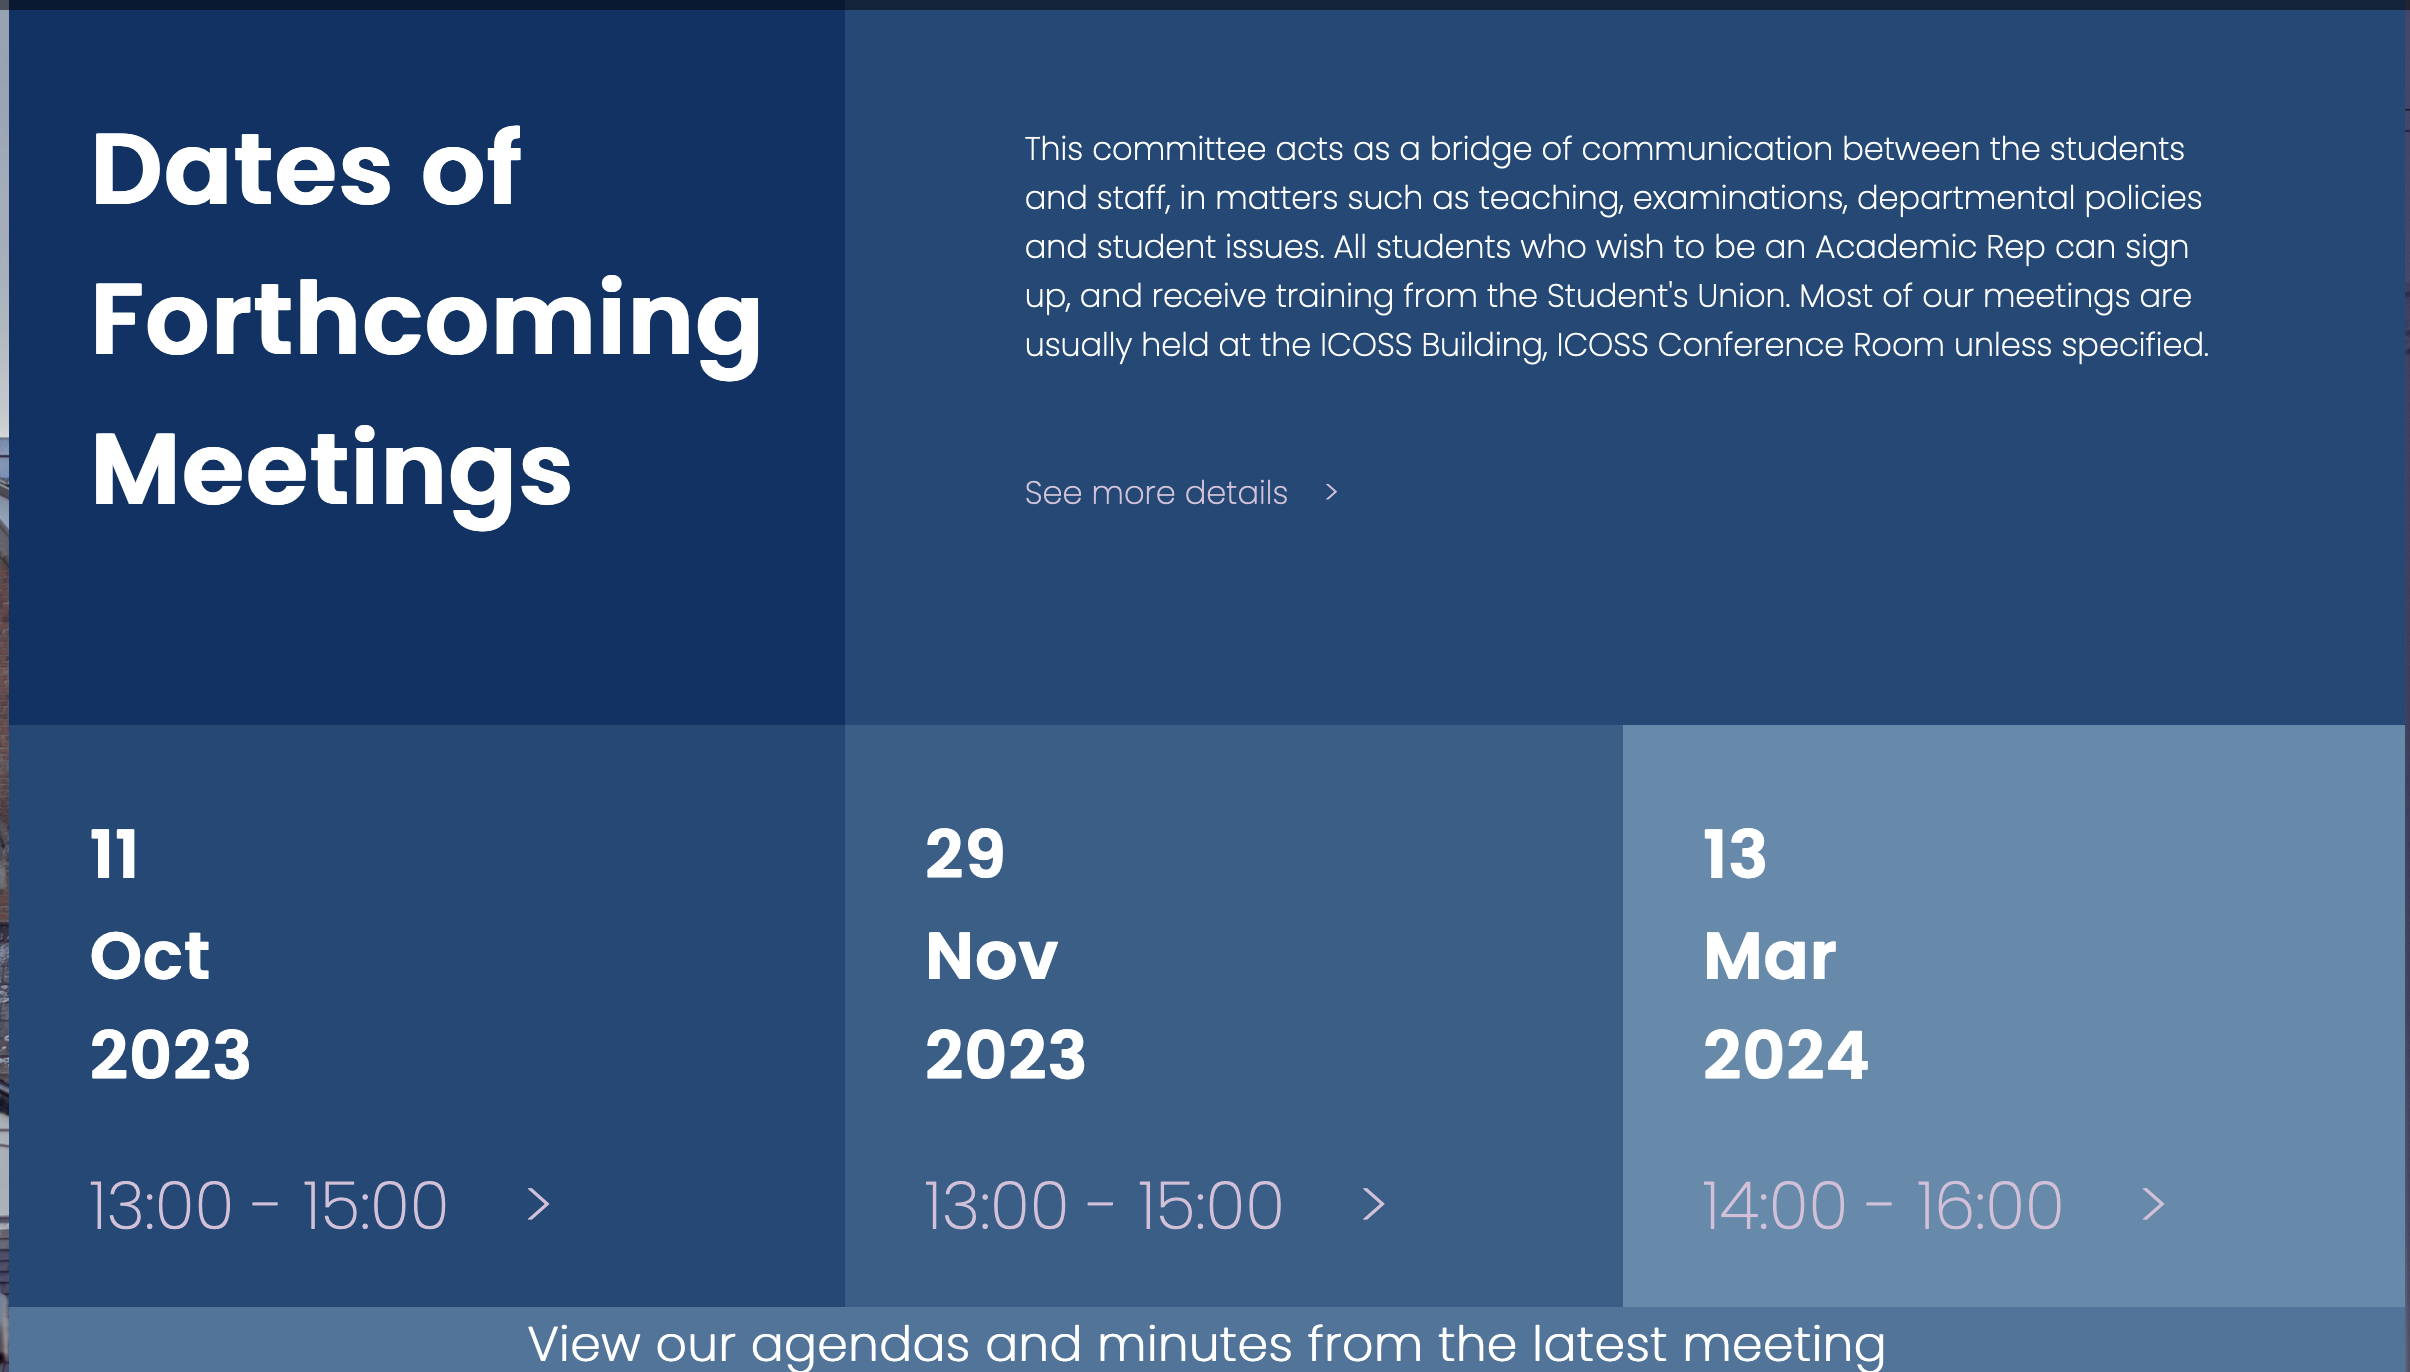 Dates of
Forthcoming
Meetings
This committee acts as a bridge of communication between the students
and staff, in matters such as teaching, examinations, departmental policies
and student issues. All students who wish to be an Academic Rep can sign
up, and receive training from the Student's Union. Most of our meetings are
usually held at the ICOSS Building, ICOSS Conference Room unless specified.
See more details >
11
Oct
2023
13:00 - 15:00 >
29
Nov
2023
13:00 - 15:00 >
13
Mar
2024
14:00 - 16:00 >
View our agendas and minutes from the latest meeting